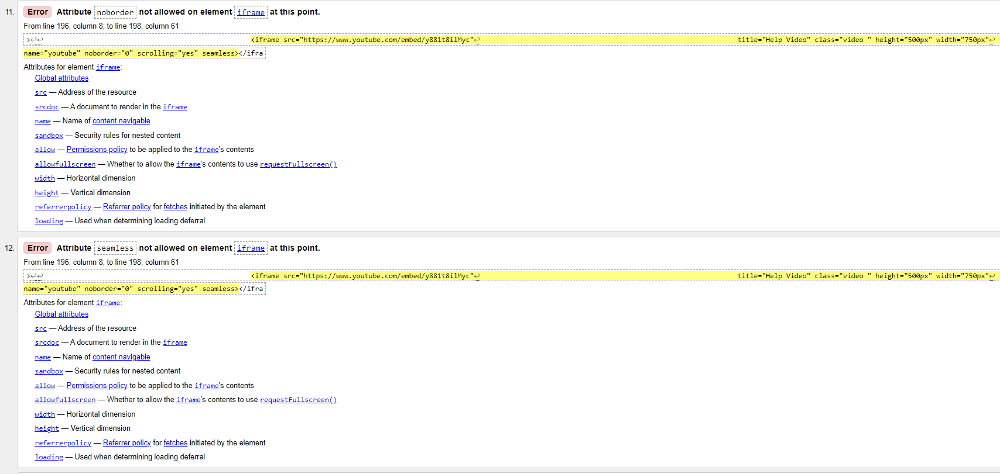 11. Error Attribute noborder not allowed on element iframe at this point.
From line 196, column 8; to line 198, column 61
>↩↩ <iframe src="https://www.youtube.com/embed/y881t8ilMyc"↩ title="Help Video" class="video " height="500px" width="750px"↩
name="youtube" noborder="0" scrolling="yes" seamless></ifra
Attributes for element iframe:
Global attributes
src — Address of the resource
srcdoc — A document to render in the iframe
name — Name of content navigable
sandbox — Security rules for nested content
allow — Permissions policy to be applied to the iframe's contents
allowfullscreen — Whether to allow the iframe's contents to use requestFullscreen()
width — Horizontal dimension
height — Vertical dimension
referrerpolicy — Referrer policy for fetches initiated by the element
loading — Used when determining loading deferral
12. Error Attribute seamless not allowed on element iframe at this point.
From line 196, column 8; to line 198, column 61
>↩↩ <iframe src="https://www.youtube.com/embed/y881t8ilMyc"↩ title="Help Video" class="video " height="500px" width="750px"↩
name="youtube" noborder="0" scrolling="yes" seamless></ifra
Attributes for element iframe:
Global attributes
src — Address of the resource
srcdoc — A document to render in the iframe
name — Name of content navigable
sandbox — Security rules for nested content
allow — Permissions policy to be applied to the iframe's contents
allowfullscreen — Whether to allow the iframe's contents to use requestFullscreen()
width — Horizontal dimension
height — Vertical dimension
referrerpolicy — Referrer policy for fetches initiated by the element
loading — Used when determining loading deferral